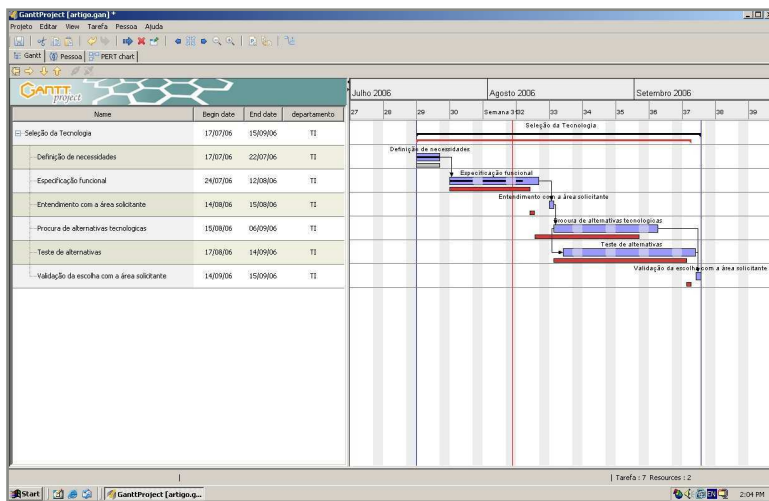 GanttProject [artigo.gan] *
Projeto Editar View Tarefa Pessoa Ajuda
Gantt Pessoa PERT chart
GANTT project
Julho 2006 Agosto 2006 Setembro 2006
Name Begin date End date departamento
27 28 29 30 Semana 31 32 33 34 35 36 37 38 39
Seleção da Tecnologia 17/07/06 15/09/06 TI
Seleção da Tecnologia
Definição de necessidades 17/07/06 22/07/06 TI
Definição de necessidades
Especificação funcional 24/07/06 12/08/06 TI
Especificação funcional
Entendimento com a área solicitante 14/08/06 15/08/06 TI
Entendimento com a área solicitante
Procura de alternativas tecnologicas 15/08/06 06/09/06 TI
Procura de alternativas tecnologicas
Teste de alternativas 17/08/06 14/09/06 TI
Teste de alternativas
Validação da escolha com a área solicitante 14/09/06 15/09/06 TI
Validação da escolha com a área solicitante
Tarefa : 7 Resources : 2
Start GanttProject [artigo.g... EN 2:04 PM